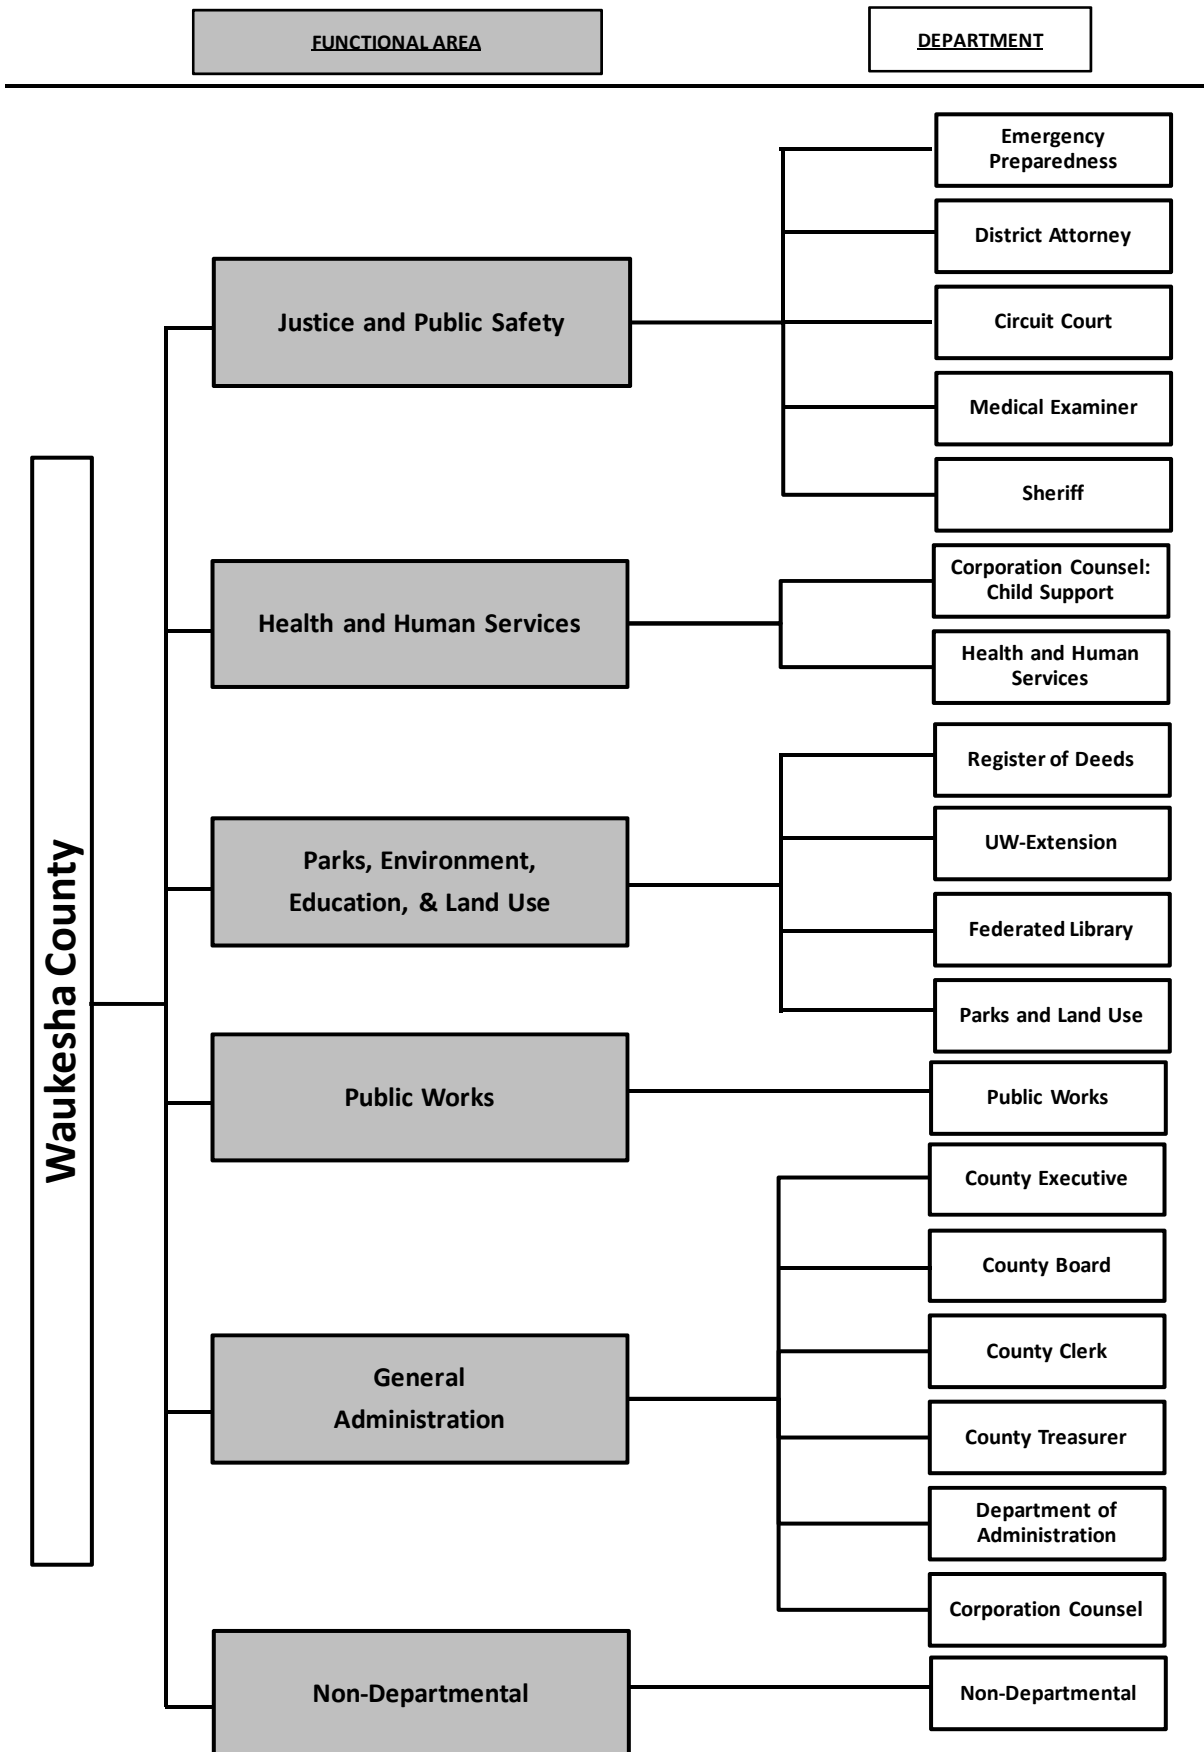 FUNCTIONAL AREA
DEPARTMENT
Waukesha County
Justice and Public Safety
Emergency
Preparedness
District Attorney
Circuit Court
Medical Examiner
Sheriff
Health and Human Services
Corporation Counsel:
Child Support
Health and Human
Services
Parks, Environment,
Education, & Land Use
Register of Deeds
UW-Extension
Federated Library
Parks and Land Use
Public Works
Public Works
General
Administration
County Executive
County Board
County Clerk
County Treasurer
Department of
Administration
Corporation Counsel
Non-Departmental
Non-Departmental